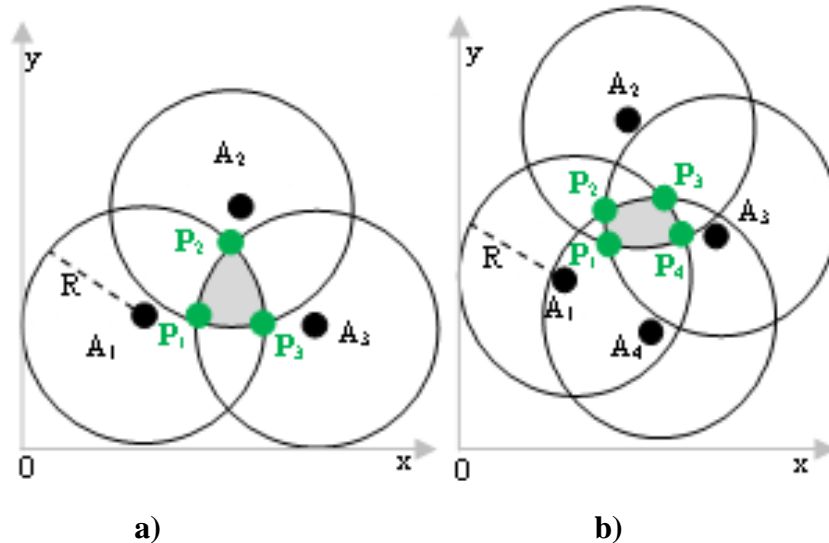 y
A₂
P₂
R
A₁
P₁
P₃
A₃
0
x
a)
y
A₂
P₂
P₃
A₃
R
P₁
P₄
A₁
A₄
0
x
b)